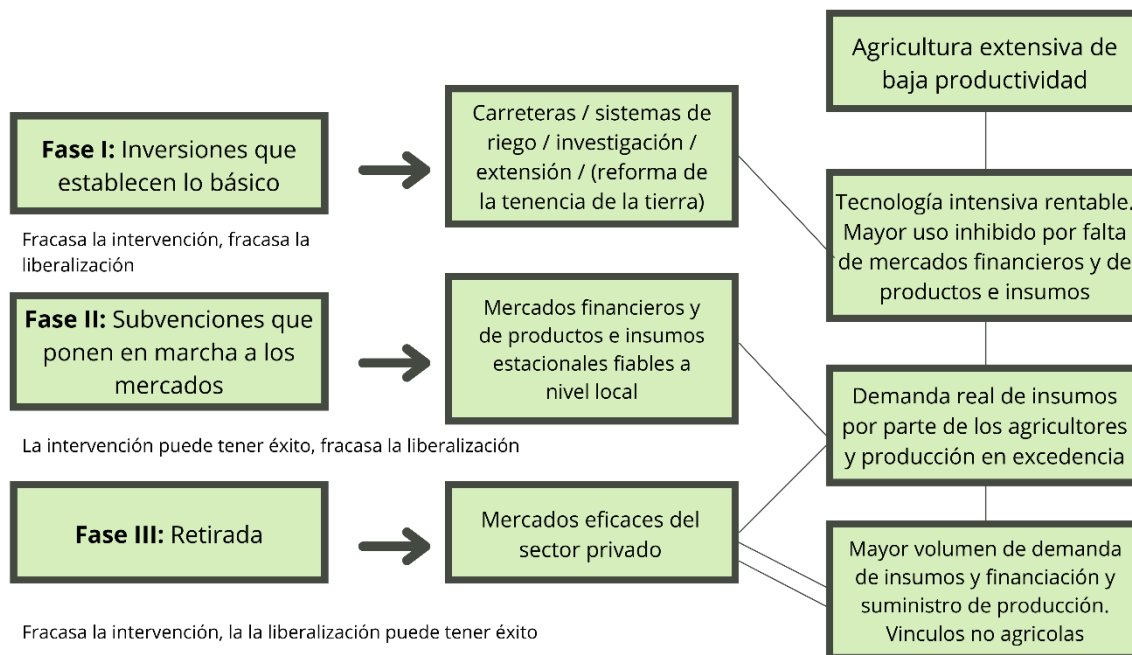 Fase I: Inversiones que
establecen lo básico
Fracasa la intervención, fracasa la
liberalización
Carreteras / sistemas de
riego / investigación /
extensión / (reforma de
la tenencia de la tierra)
Agricultura extensiva de
baja productividad
Tecnología intensiva rentable.
Mayor uso inhibido por falta
de mercados financieros y de
productos e insumos
Fase II: Subvenciones que
ponen en marcha a los
mercados
La intervención puede tener éxito, fracasa la liberalización
Mercados financieros y
de productos e insumos
estacionales fiables a
nivel local
Demanda real de insumos
por parte de los agricultores
y producción en excedencia
Fase III: Retirada
Fracasa la intervención, la la liberalización puede tener éxito
Mercados eficaces del
sector privado
Mayor volumen de demanda
de insumos y financiación y
suministro de producción.
Vinculos no agricolas